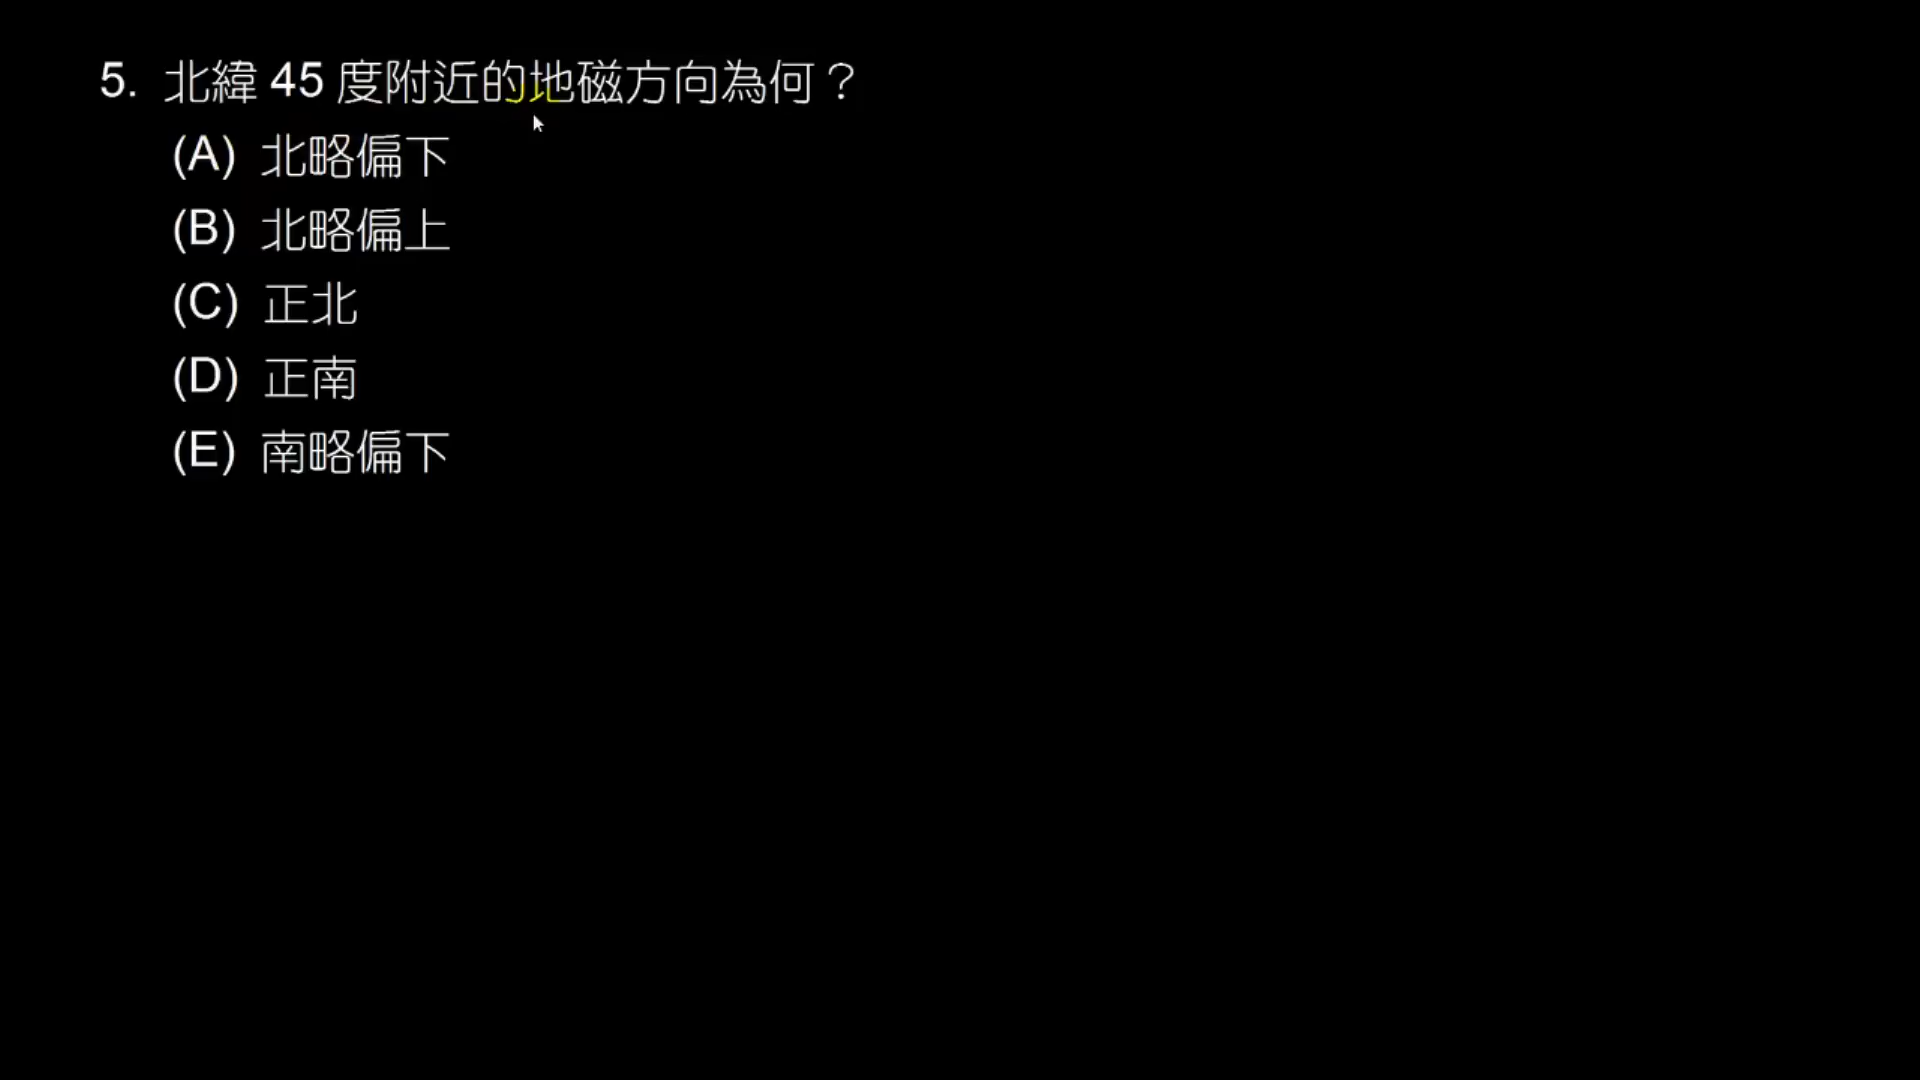 5. 北緯 45 度附近的地磁方向為何？
(A) 北略偏下
(B) 北略偏上
(C) 正北
(D) 正南
(E) 南略偏下